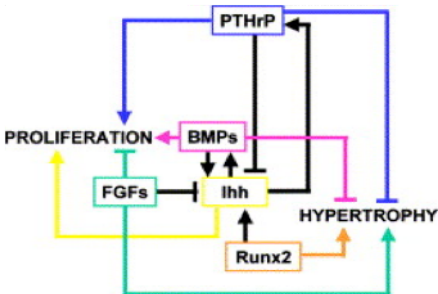 PTHrP
PROLIFERATION
BMPs
FGFs
Ihh
HYPERTROPHY
Runx2